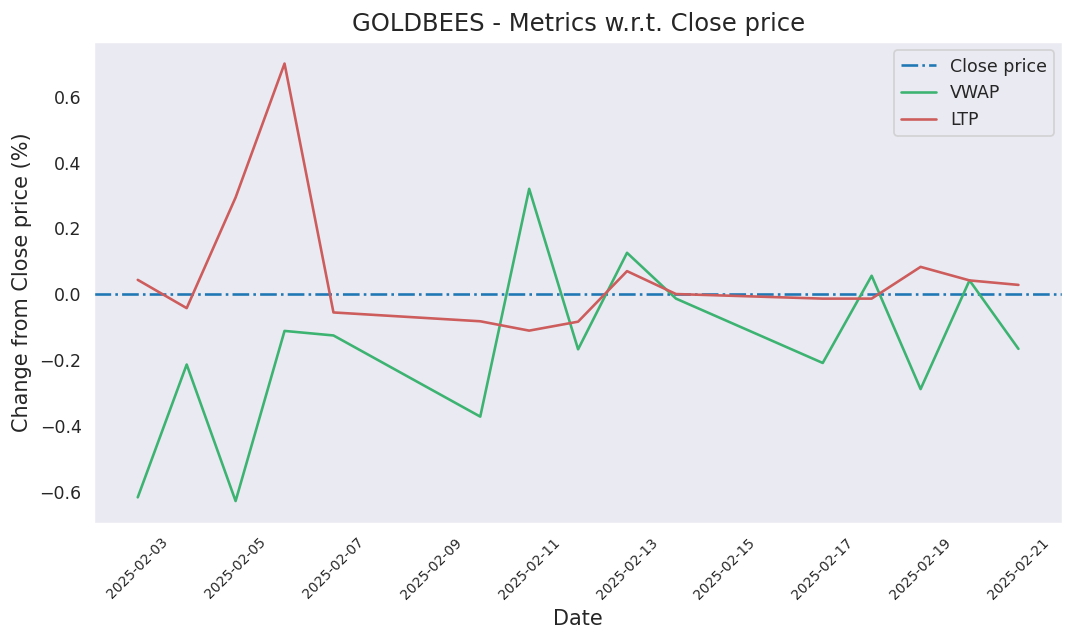 GOLDBEES - Metrics w.r.t. Close price
Close price
VWAP
LTP
Change from Close price (%)
0.6
0.4
0.2
0.0
−0.2
−0.4
−0.6
2025-02-03
2025-02-05
2025-02-07
2025-02-09
2025-02-11
2025-02-13
2025-02-15
2025-02-17
2025-02-19
2025-02-21
Date